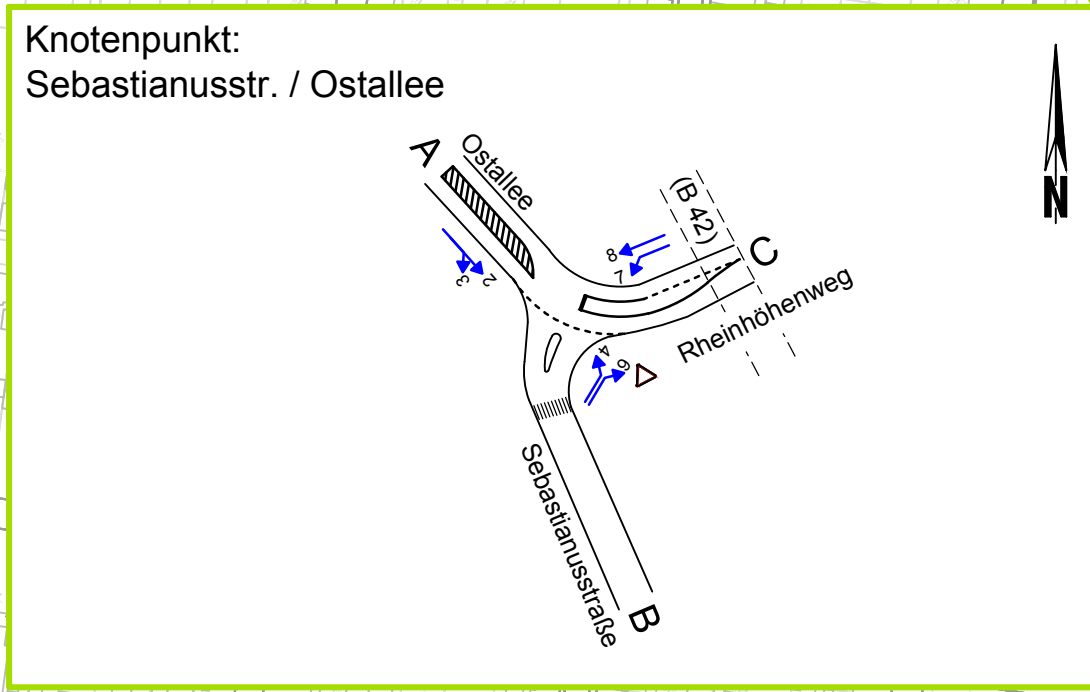 Knotenpunkt:
Sebastianusstr. / Ostallee
A
Ostallee
(B 42)
C
8
7
3
2
Rheinhöhenweg
4
6
Sebastianusstraße
B
N